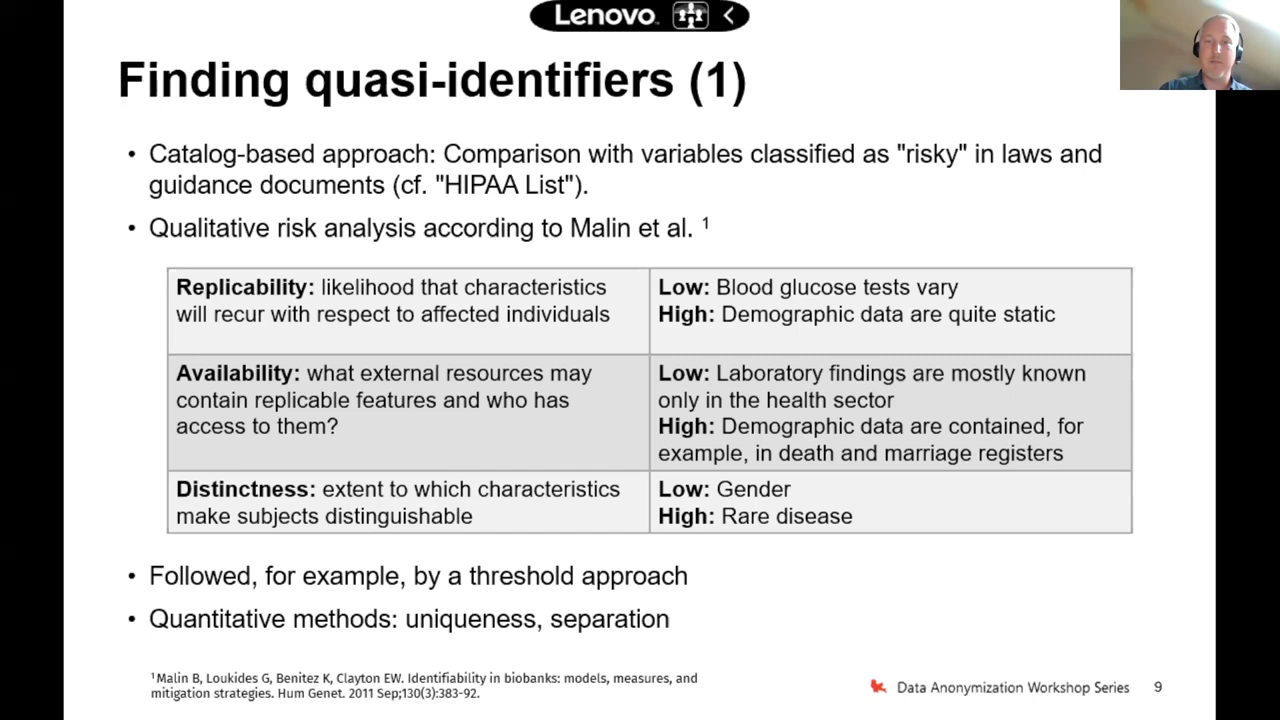 Lenovo
Finding quasi-identifiers (1)
• Catalog-based approach: Comparison with variables classified as "risky" in laws and
guidance documents (cf. "HIPAA List").
• Qualitative risk analysis according to Malin et al. 1
Replicability: likelihood that characteristics
will recur with respect to affected individuals
Low: Blood glucose tests vary
High: Demographic data are quite static
Availability: what external resources may
contain replicable features and who has
access to them?
Low: Laboratory findings are mostly known
only in the health sector
High: Demographic data are contained, for
example, in death and marriage registers
Distinctness: extent to which characteristics
make subjects distinguishable
Low: Gender
High: Rare disease
• Followed, for example, by a threshold approach
• Quantitative methods: uniqueness, separation
1Malin B, Loukides G, Benitez K, Clayton EW. Identifiability in biobanks: models, measures, and
mitigation strategies. Hum Genet. 2011 Sep;130(3):383-92.
Data Anonymization Workshop Series 9